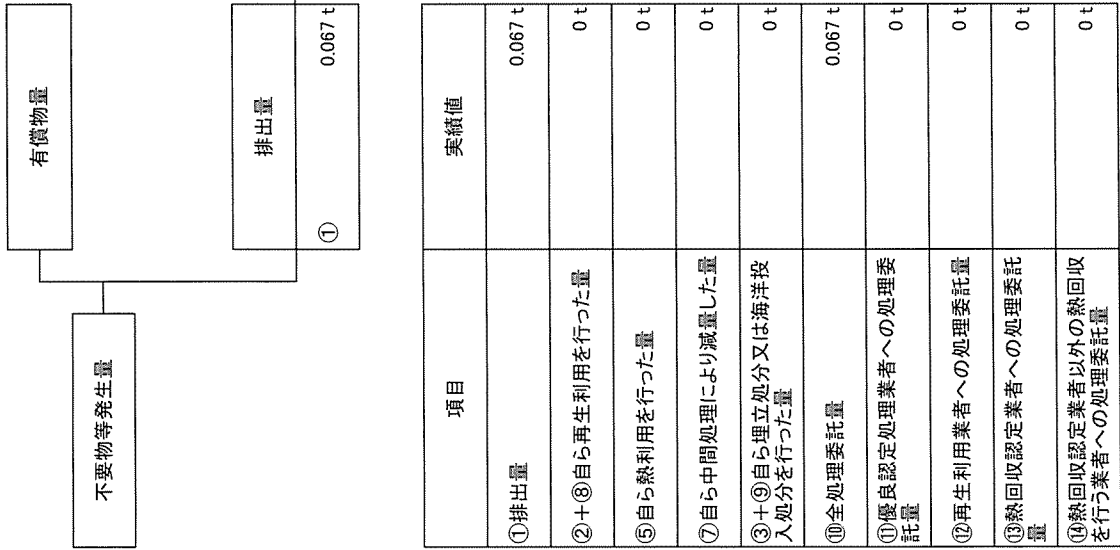 不要物等発生量
有償物量
排出量
① 0.067 t
項目 実績値
①排出量 0.067 t
②+⑧自ら再生利用を行った量 0 t
⑤自ら熱利用を行った量 0 t
⑦自ら中間処理により減量した量 0 t
③+⑨自ら埋立処分又は海洋投
入処分を行った量 0 t
⑩全処理委託量 0.067 t
⑪優良認定処理業者への処理委
託量 0 t
⑫再生利用業者への処理委託量 0 t
⑬熱回収認定業者への処理委託
量 0 t
⑭熱回収認定業者以外の熱回収
を行う業者への処理委託量 0 t